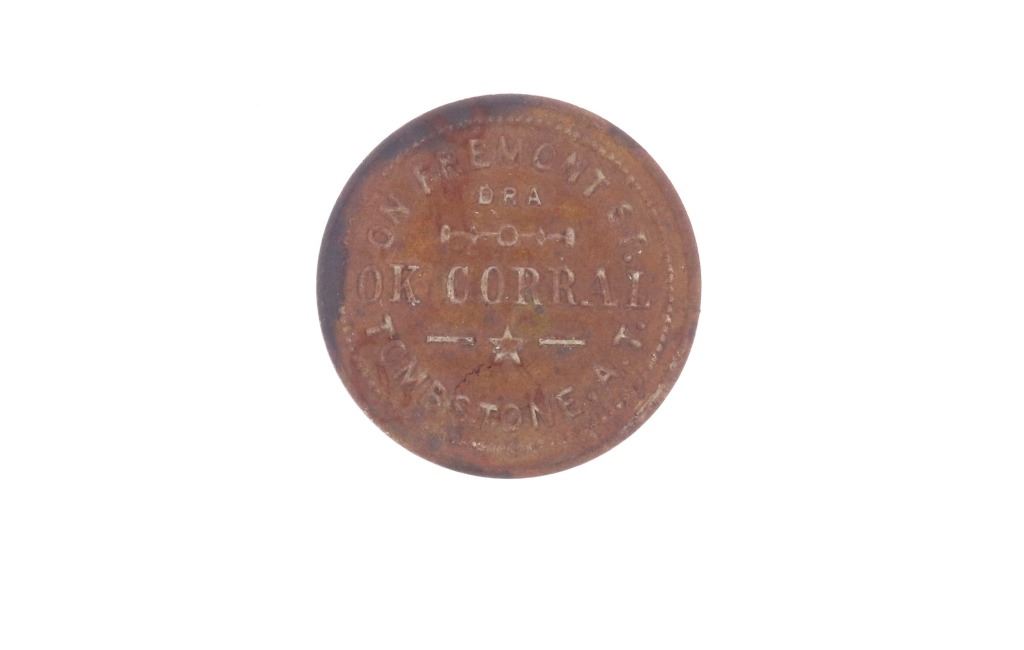 ON FREMONT ST.
DRA
OK CORRAL
TOMBSTONE, A.T.